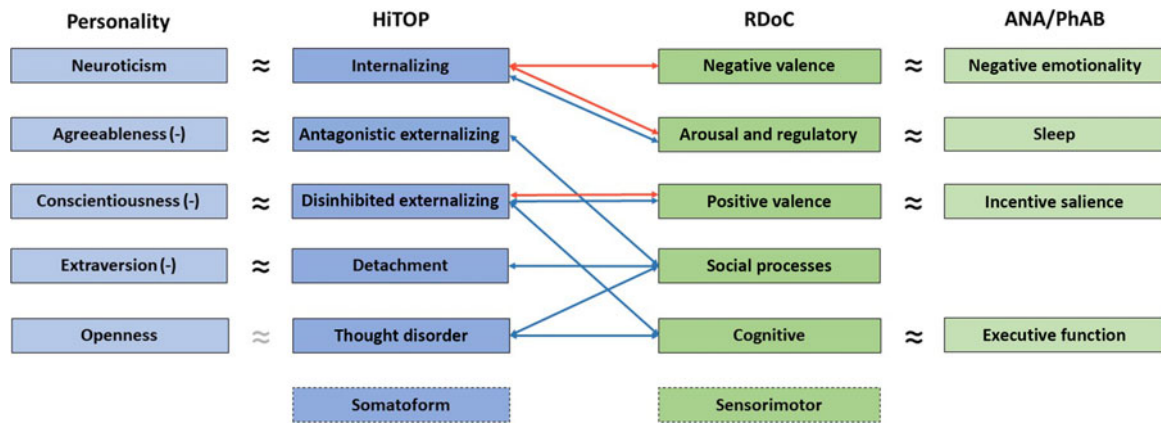 Personality HiTOP RDoC ANA/PhAB
Neuroticism ≈ Internalizing Negative valence ≈ Negative emotionality
Agreeableness (-) ≈ Antagonistic externalizing Arousal and regulatory ≈ Sleep
Conscientiousness (-) ≈ Disinhibited externalizing Positive valence ≈ Incentive salience
Extraversion (-) ≈ Detachment Social processes
Openness ≈ Thought disorder Cognitive ≈ Executive function
Somatoform Sensorimotor